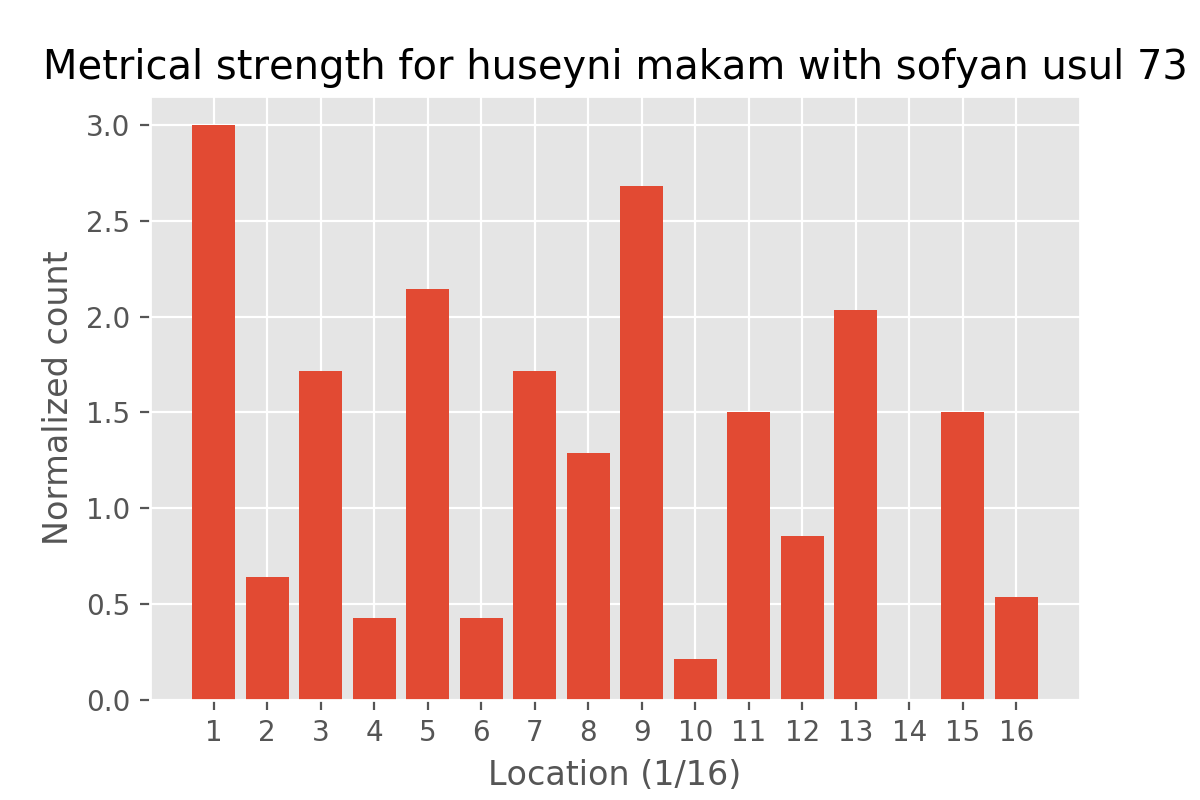 Metrical strength for huseyni makam with sofyan usul 73
Normalized count
3.0
2.5
2.0
1.5
1.0
0.5
0.0
1 2 3 4 5 6 7 8 9 10 11 12 13 14 15 16
Location (1/16)